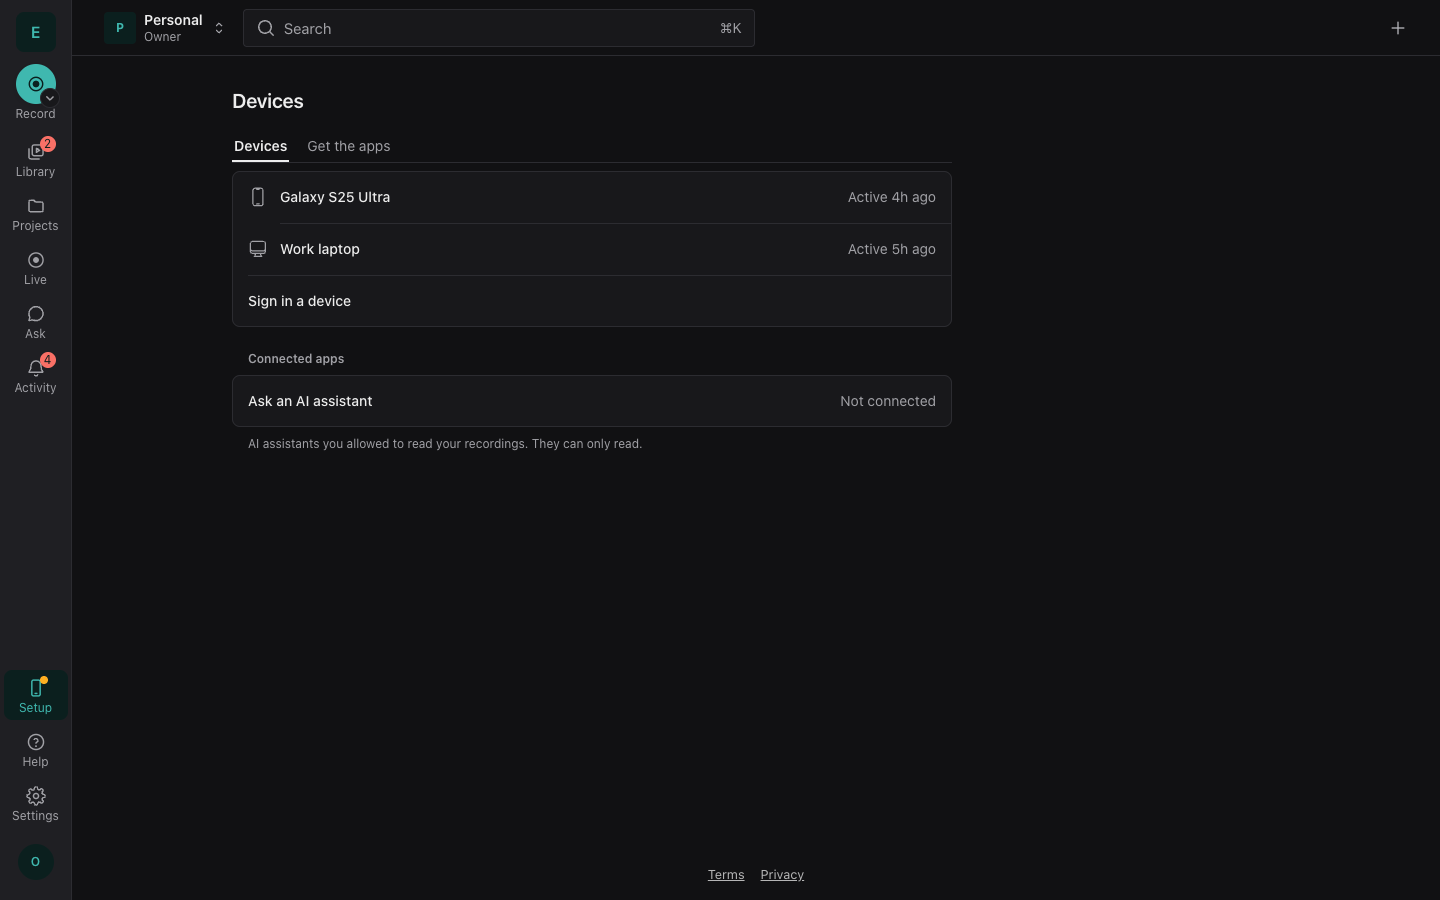 E
P
Personal
Owner
Search
⌘K
Record
2
Library
Projects
Live
Ask
4
Activity
Devices
Devices
Get the apps
Galaxy S25 Ultra
Active 4h ago
Work laptop
Active 5h ago
Sign in a device
Connected apps
Ask an AI assistant
Not connected
AI assistants you allowed to read your recordings. They can only read.
Setup
Help
Settings
O
Terms
Privacy